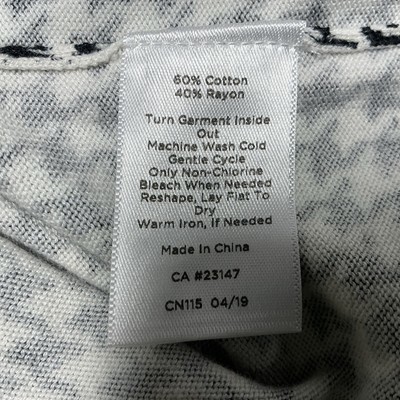 60% Cotton
40% Rayon
Turn Garment Inside
Out
Machine Wash Cold
Gentle Cycle
Only Non-Chlorine
Bleach When Needed
Reshape, Lay Flat To
Dry
Warm Iron, if Needed
Made in China
CA #23147
CN115 04/19